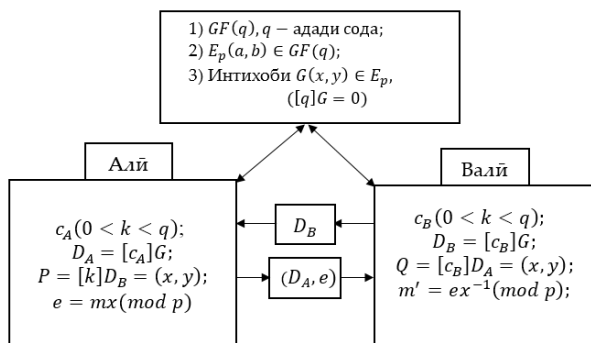 1) GF(q), q − адади сода;
2) E_p(a, b) ∈ GF(q);
3) Интихоби G(x, y) ∈ E_p,
([q]G = 0)
Алӣ
Валӣ
c_A(0 < k < q);
D_A = [c_A]G;
P = [k]D_B = (x, y);
e = mx(mod p)
D_B
(D_A, e)
c_B(0 < k < q);
D_B = [c_B]G;
Q = [c_B]D_A = (x, y);
m′ = ex⁻¹(mod p);